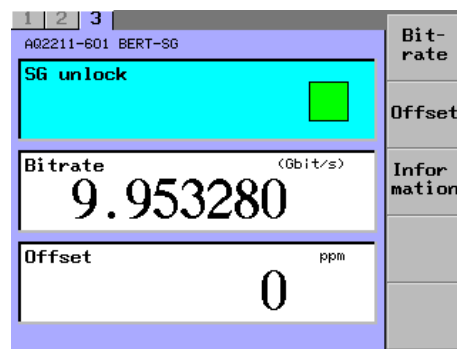 1 2 3
AQ2211-601 BERT-SG
SG unlock
Bitrate (Gbit/s)
9.953280
Offset ppm
0
Bit-
rate
Offset
Infor
mation